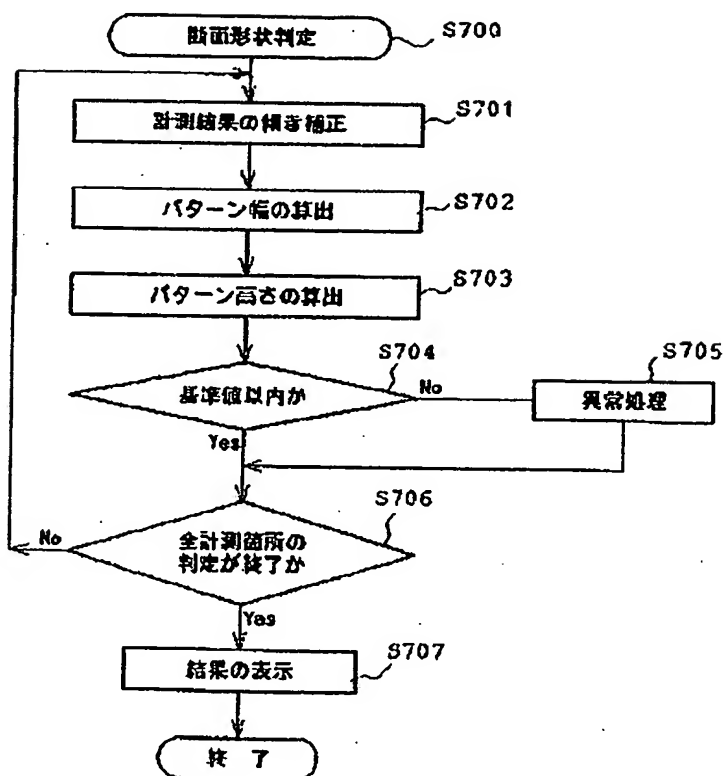 断面形状判定
S700
計測結果の傾き補正
S701
パターン幅の算出
S702
パターン高さの算出
S703
基準値以内か
S704
No
異常処理
S705
Yes
全計測箇所の
判定が終了か
S706
No
Yes
結果の表示
S707
終 了